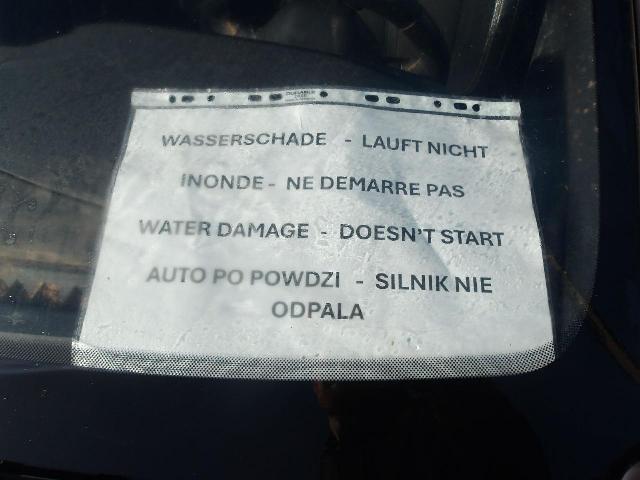 WASSERSCHADE - LAUFT NICHT
INONDE - NE DEMARRE PAS
WATER DAMAGE - DOESN'T START
AUTO PO POWDZI - SILNIK NIE
ODPALA